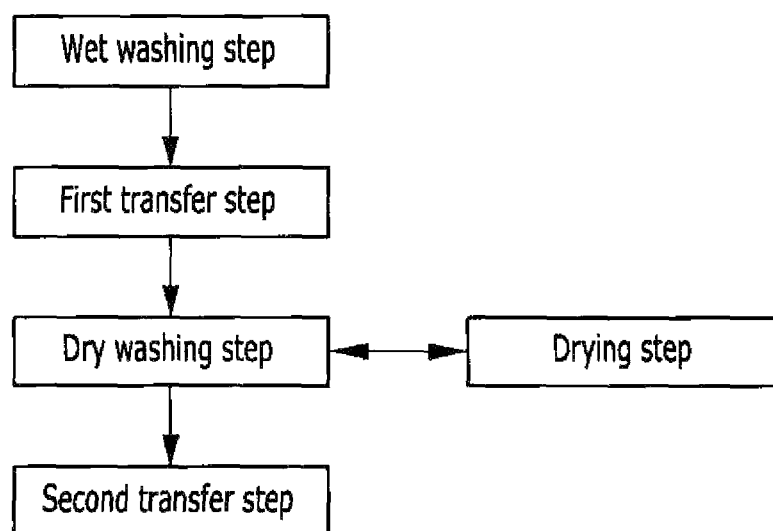 Wet washing step
First transfer step
Dry washing step
Drying step
Second transfer step